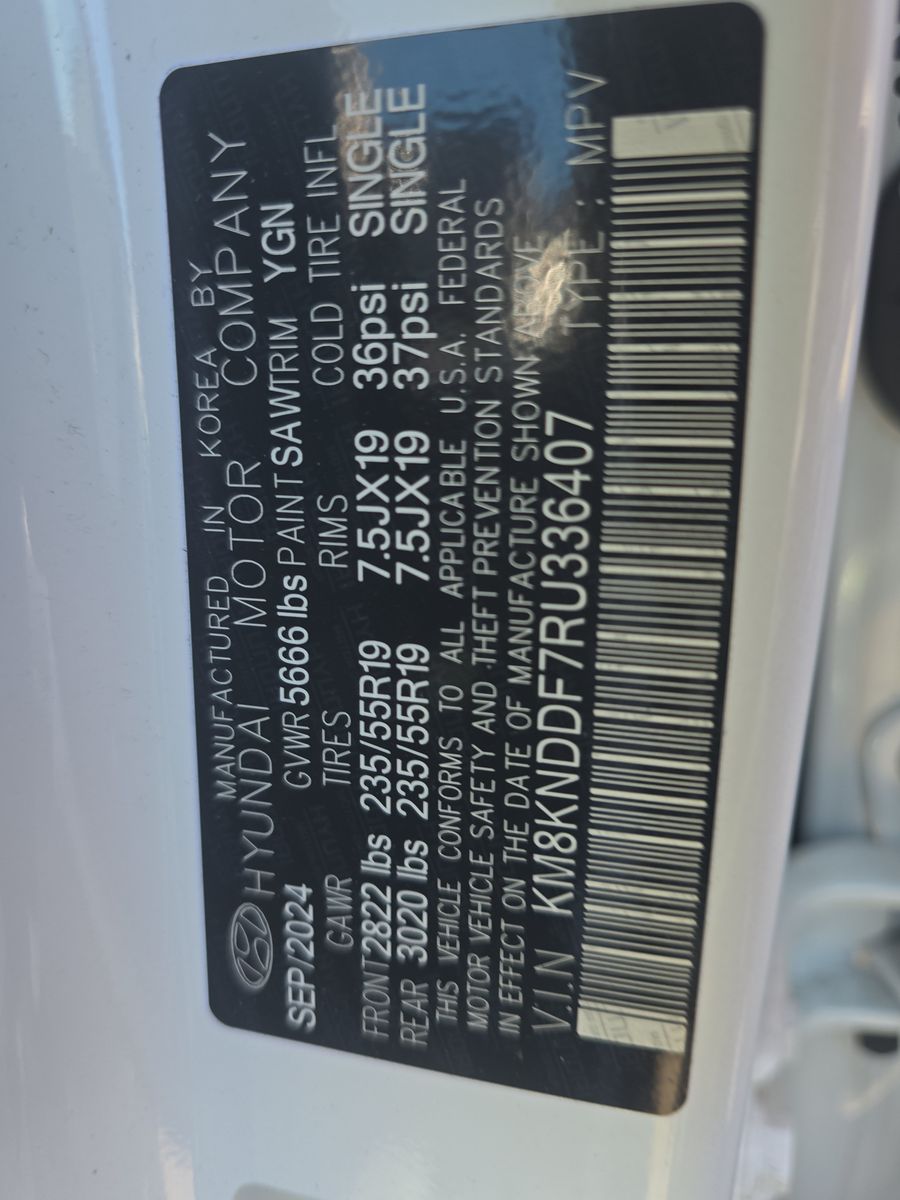 MANUFACTURED IN KOREA BY
HYUNDAI MOTOR COMPANY
SEP/2024 GVWR 5666 lbs PAINT SAW TRIM YGN
GAWR TIRES RIMS COLD TIRE INFL
FRONT 2822 lbs 235/55R19 7.5JX19 36psi SINGLE
REAR 3020 lbs 235/55R19 7.5JX19 37psi SINGLE
THIS VEHICLE CONFORMS TO ALL APPLICABLE U.S.A. FEDERAL
MOTOR VEHICLE SAFETY AND THEFT PREVENTION STANDARDS
IN EFFECT ON THE DATE OF MANUFACTURE SHOWN ABOVE
V.I.N KM8KNDDF7RU336407 TYPE : MPV